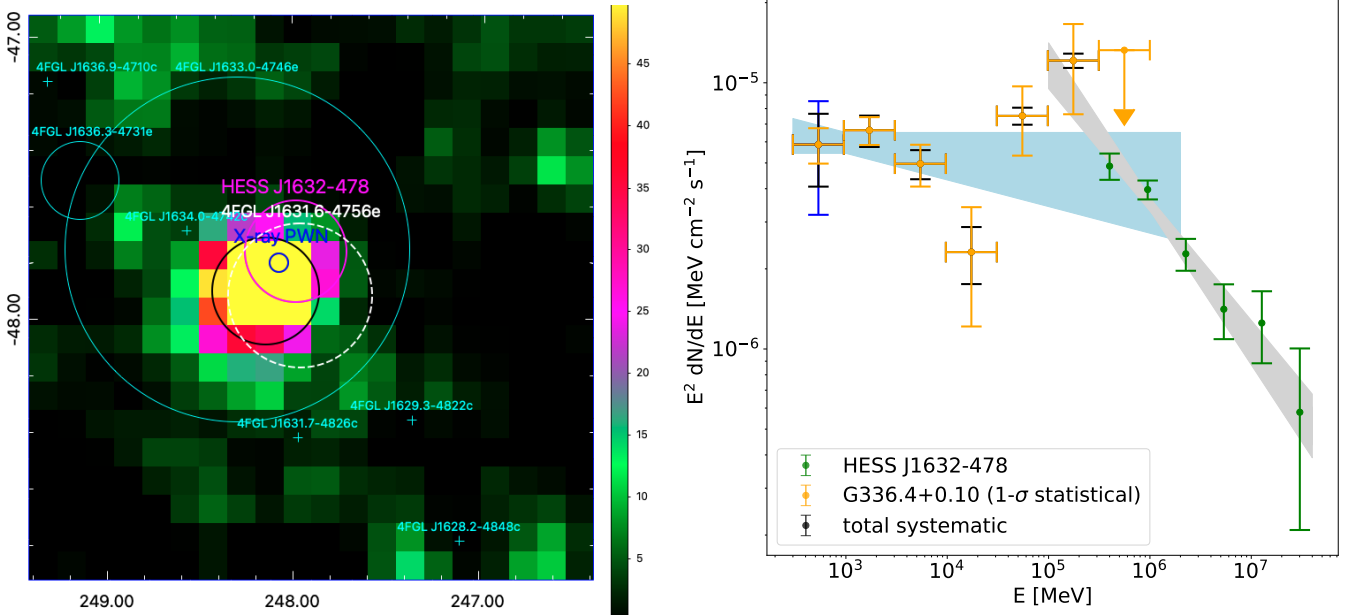 -47.00
-48.00
4FGL J1636.9-4710c
4FGL J1633.0-4746e
4FGL J1636.3-4731e
HESS J1632-478
4FGL J1631.6-4756e
4FGL J1634.0-4742c
X-ray PWN
4FGL J1629.3-4822c
4FGL J1631.7-4826c
4FGL J1628.2-4848c
249.00
248.00
247.00
45
40
35
30
25
20
15
10
5
E² dN/dE [MeV cm⁻² s⁻¹]
10⁻⁵
10⁻⁶
HESS J1632-478
G336.4+0.10 (1-σ statistical)
total systematic
10³
10⁴
10⁵
10⁶
10⁷
E [MeV]